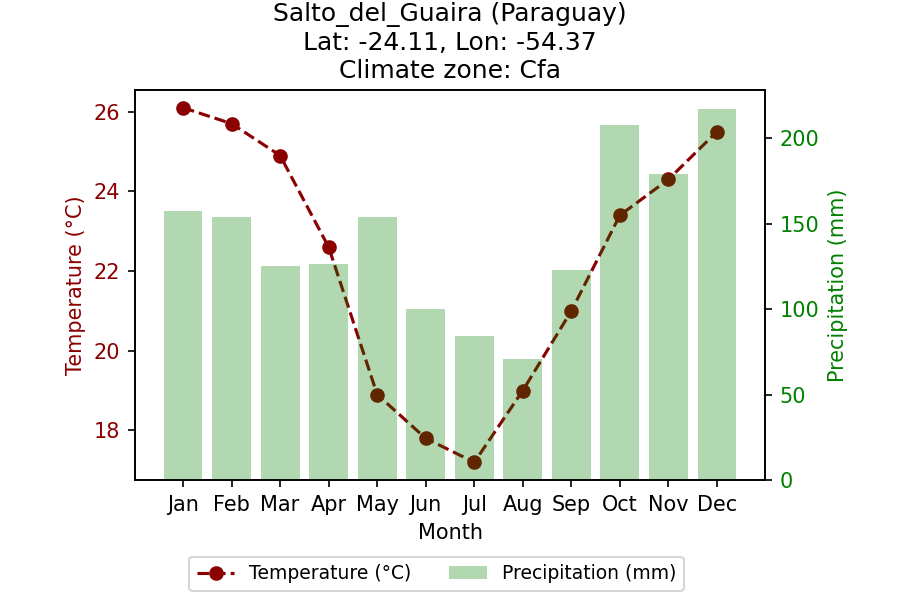 Salto_del_Guaira (Paraguay)
Lat: -24.11, Lon: -54.37
Climate zone: Cfa
26
24
22
20
18
Temperature (°C)
200
150
100
50
0
Precipitation (mm)
Jan Feb Mar Apr May Jun Jul Aug Sep Oct Nov Dec
Month
Temperature (°C) Precipitation (mm)